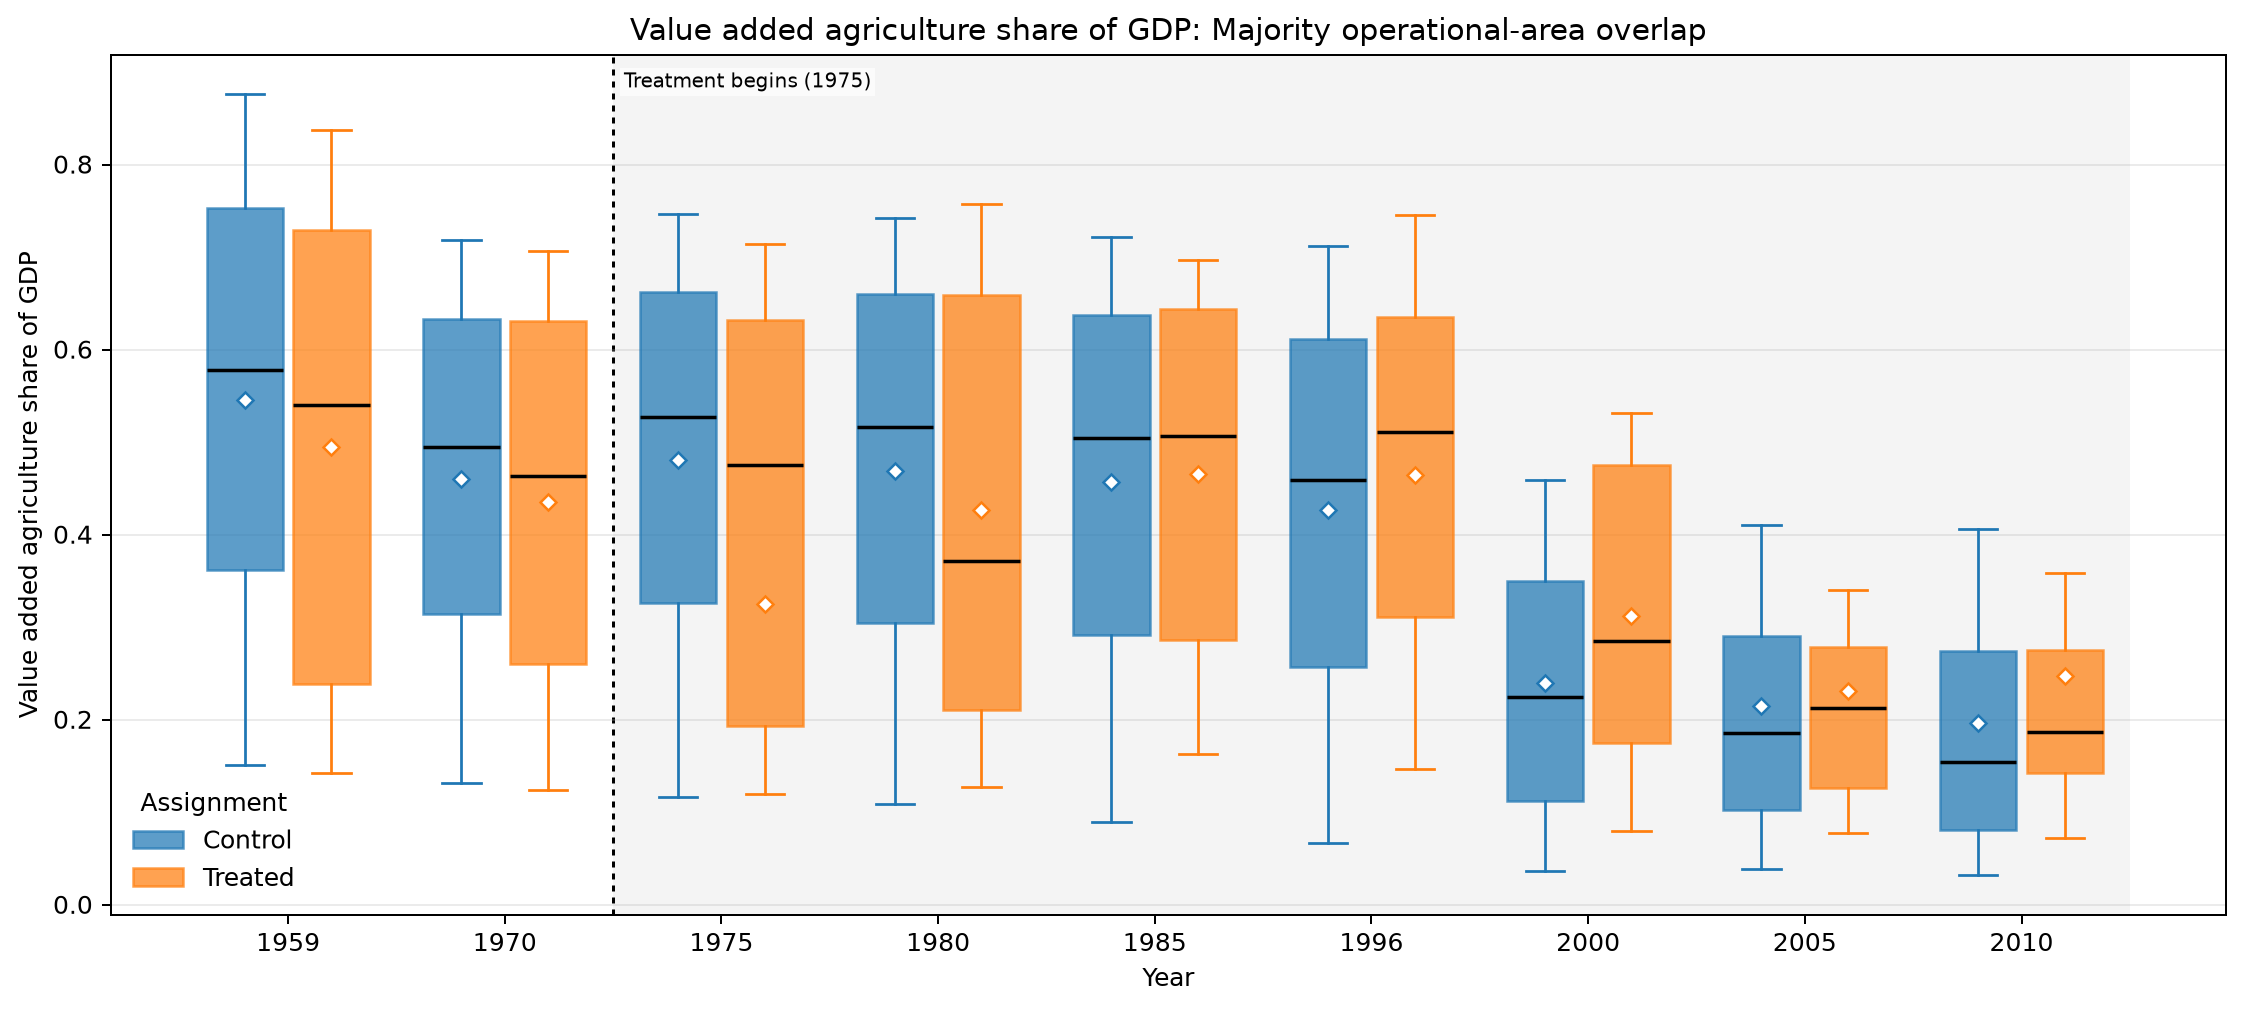 Value added agriculture share of GDP: Majority operational-area overlap
Treatment begins (1975)
Value added agriculture share of GDP
0.8
0.6
0.4
0.2
0.0
Assignment
Control
Treated
1959
1970
1975
1980
1985
1996
2000
2005
2010
Year